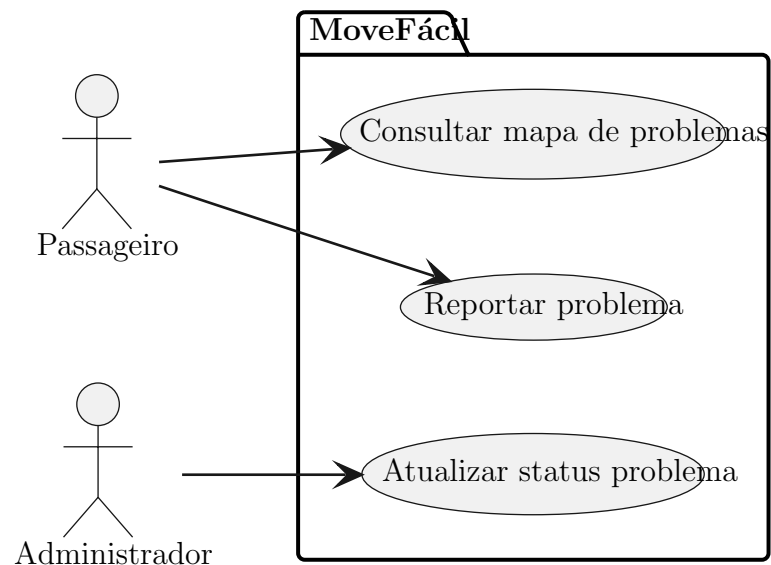 MoveFácil
Consultar mapa de problemas
Passageiro
Reportar problema
Atualizar status problema
Administrador